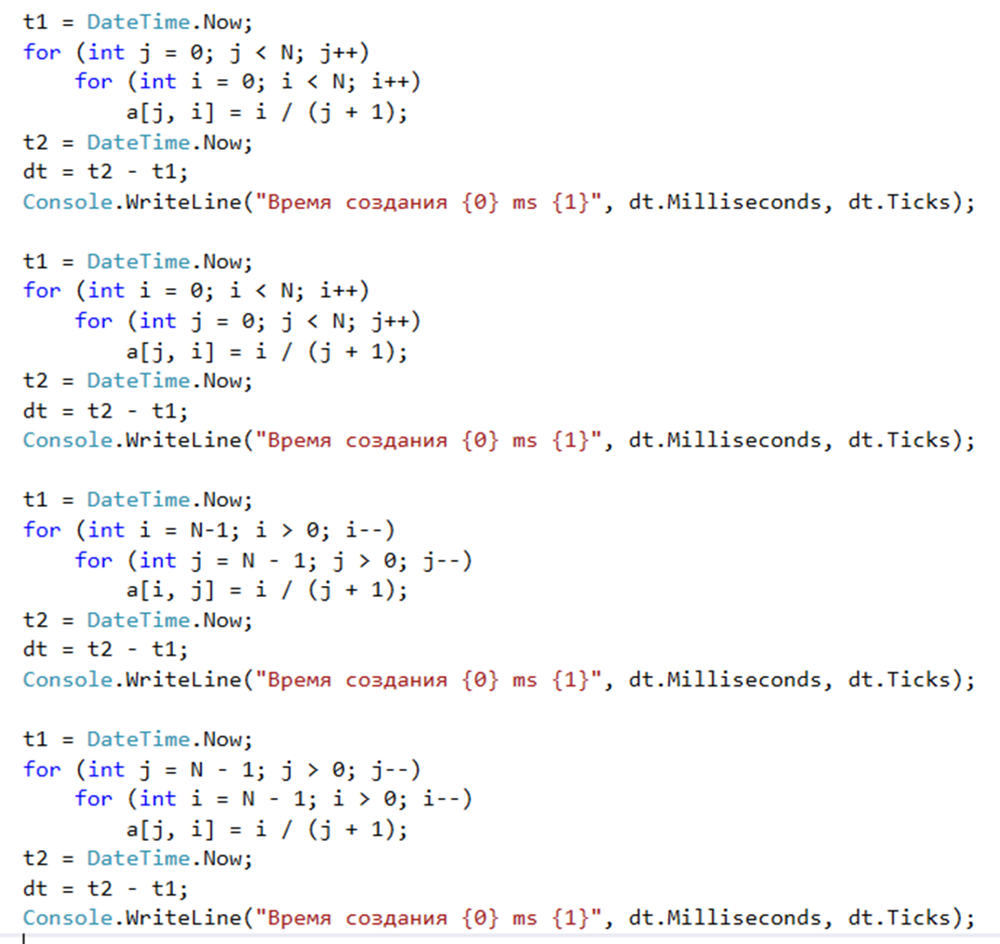 t1 = DateTime.Now;
for (int j = 0; j < N; j++)
    for (int i = 0; i < N; i++)
        a[j, i] = i / (j + 1);
t2 = DateTime.Now;
dt = t2 - t1;
Console.WriteLine("Время создания {0} ms {1}", dt.Milliseconds, dt.Ticks);

t1 = DateTime.Now;
for (int i = 0; i < N; i++)
    for (int j = 0; j < N; j++)
        a[j, i] = i / (j + 1);
t2 = DateTime.Now;
dt = t2 - t1;
Console.WriteLine("Время создания {0} ms {1}", dt.Milliseconds, dt.Ticks);

t1 = DateTime.Now;
for (int i = N-1; i > 0; i--)
    for (int j = N - 1; j > 0; j--)
        a[i, j] = i / (j + 1);
t2 = DateTime.Now;
dt = t2 - t1;
Console.WriteLine("Время создания {0} ms {1}", dt.Milliseconds, dt.Ticks);

t1 = DateTime.Now;
for (int j = N - 1; j > 0; j--)
    for (int i = N - 1; i > 0; i--)
        a[j, i] = i / (j + 1);
t2 = DateTime.Now;
dt = t2 - t1;
Console.WriteLine("Время создания {0} ms {1}", dt.Milliseconds, dt.Ticks);